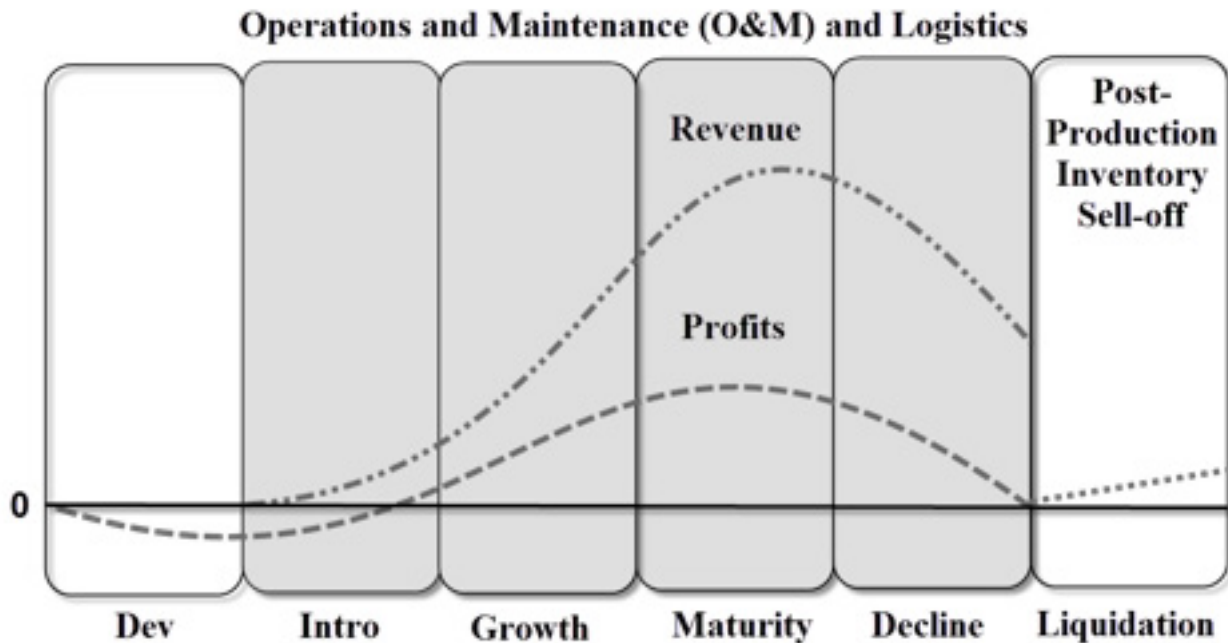 Operations and Maintenance (O&M) and Logistics
Post-
Production
Inventory
Sell-off
Revenue
Profits
0
Dev
Intro
Growth
Maturity
Decline
Liquidation